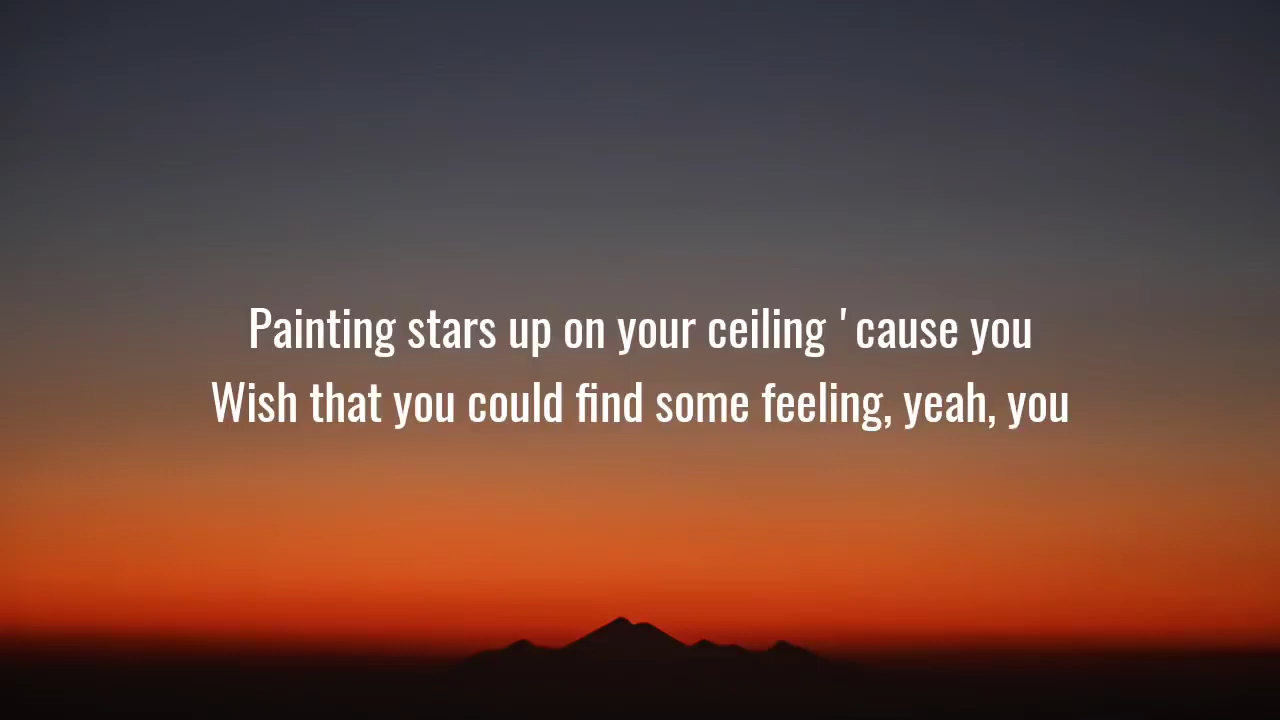 Painting stars up on your ceiling 'cause you
Wish that you could find some feeling, yeah, you